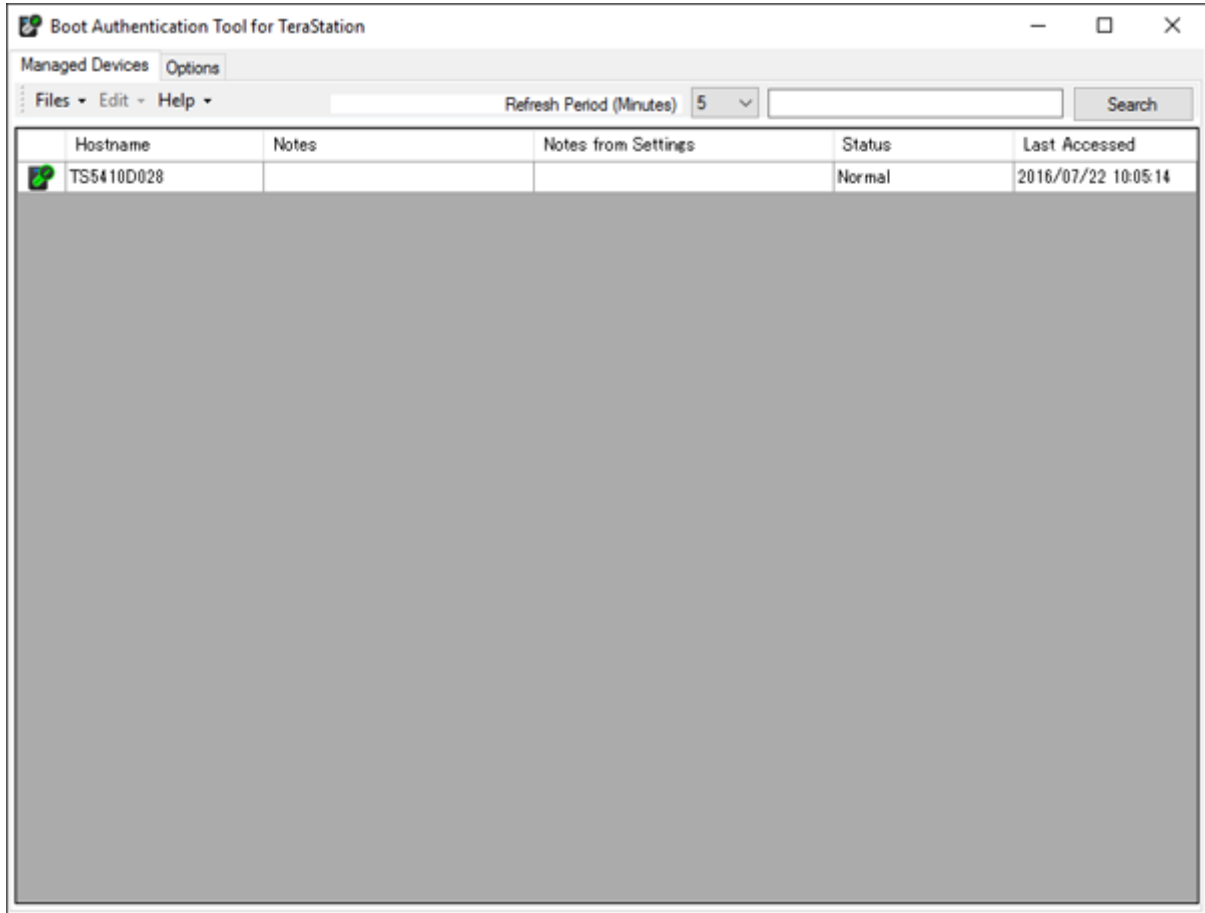 Boot Authentication Tool for TeraStation
Managed Devices Options
Files Edit Help Refresh Period (Minutes) 5 Search
Hostname Notes Notes from Settings Status Last Accessed
TS5410D028 Normal 2016/07/22 10:05:14